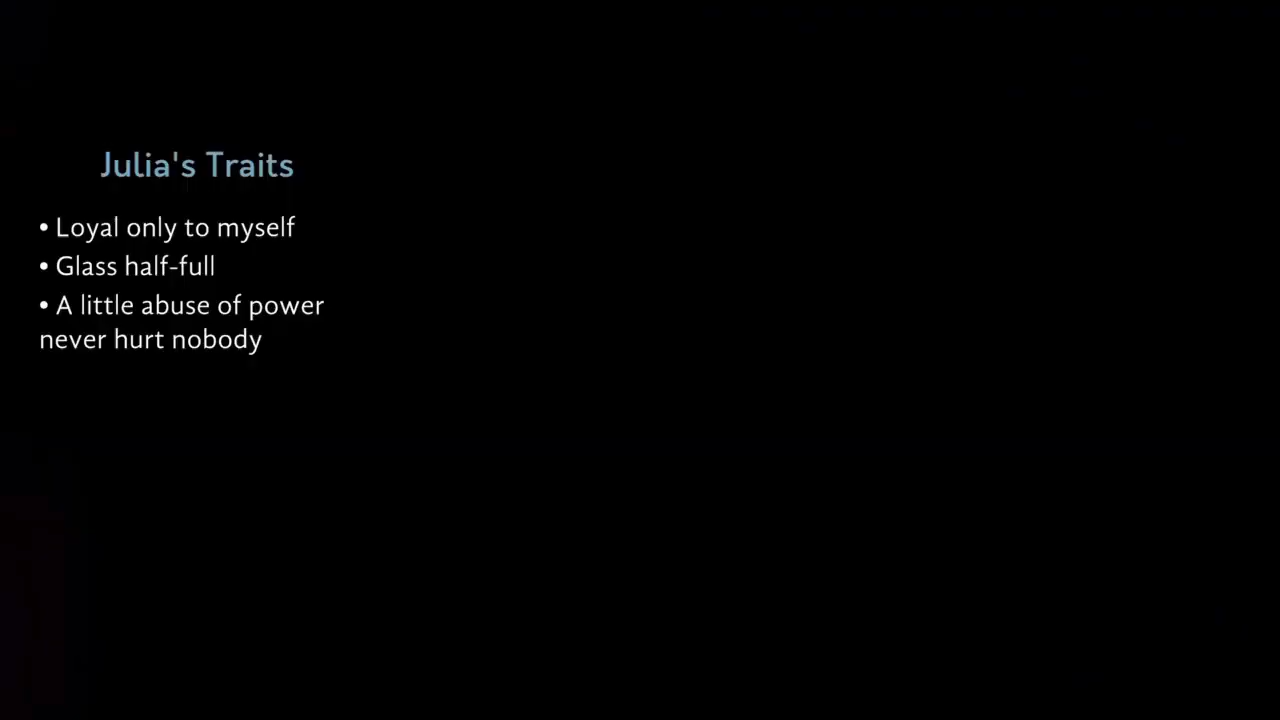 Julia's Traits
• Loyal only to myself
• Glass half-full
• A little abuse of power
never hurt nobody